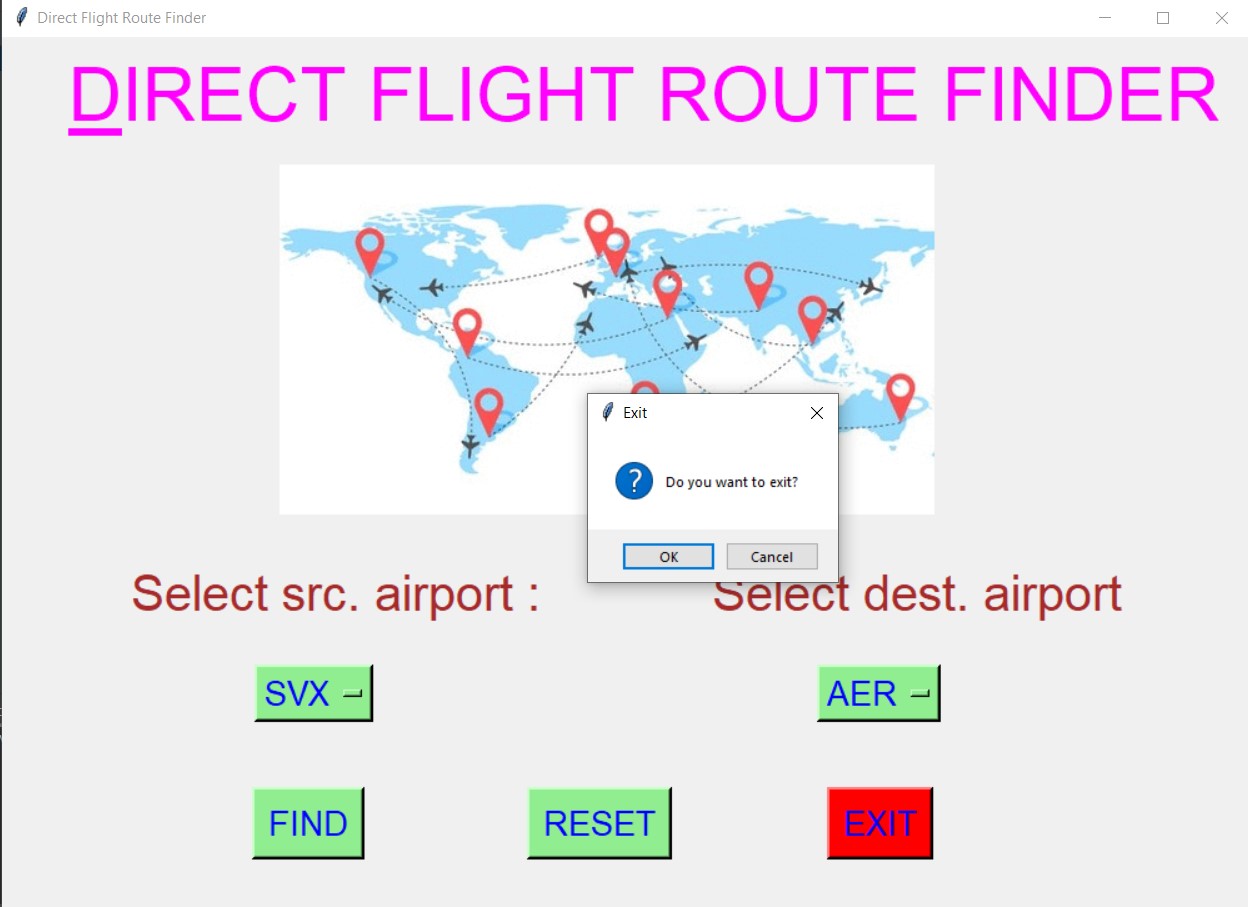 Direct Flight Route Finder
DIRECT FLIGHT ROUTE FINDER
Exit
Do you want to exit?
OK Cancel
Select src. airport : Select dest. airport
SVX AER
FIND RESET EXIT